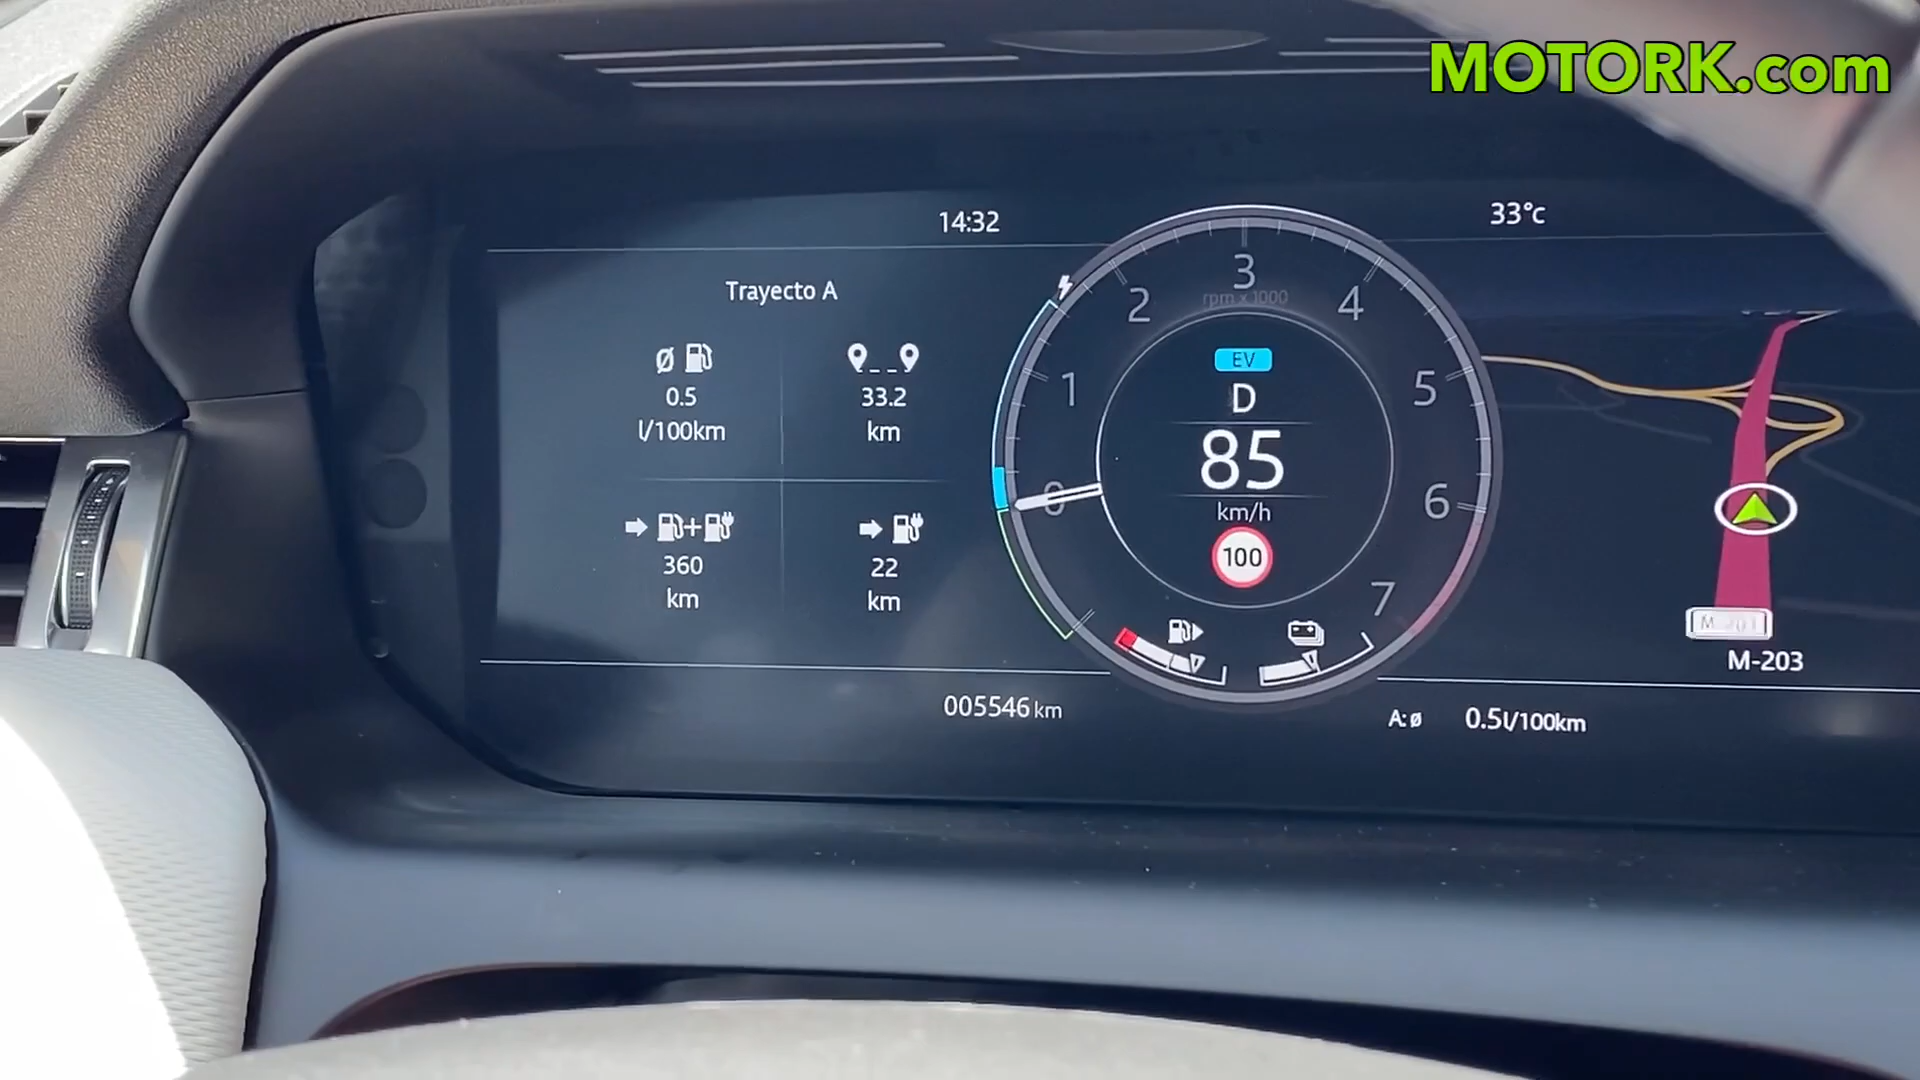 MOTORK.com
14:32
33°c
Trayecto A
ø
0.5
l/100km
33.2
km
360
km
22
km
0
1
2
3
4
5
6
7
rpm x 1000
EV
D
85
km/h
100
M-203
005546 km
A: ø 0.5l/100km